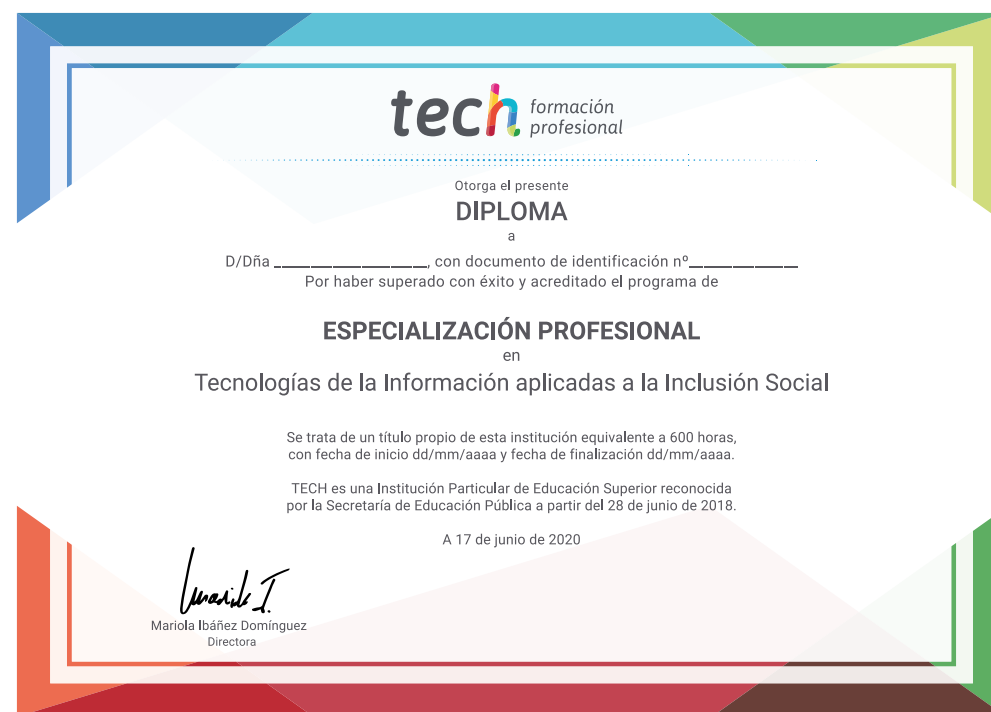 tech formación
profesional
Otorga el presente
DIPLOMA
a
D/Dña ____________________, con documento de identificación nº______________
Por haber superado con éxito y acreditado el programa de
ESPECIALIZACIÓN PROFESIONAL
en
Tecnologías de la Información aplicadas a la Inclusión Social
Se trata de un título propio de esta institución equivalente a 600 horas,
con fecha de inicio dd/mm/aaaa y fecha de finalización dd/mm/aaaa.
TECH es una Institución Particular de Educación Superior reconocida
por la Secretaría de Educación Pública a partir del 28 de junio de 2018.
A 17 de junio de 2020
Mariola Ibáñez Domínguez
Directora